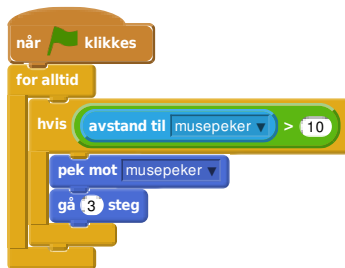 når klikkes
for alltid
hvis avstand til musepeker > 10
pek mot musepeker
gå 3 steg